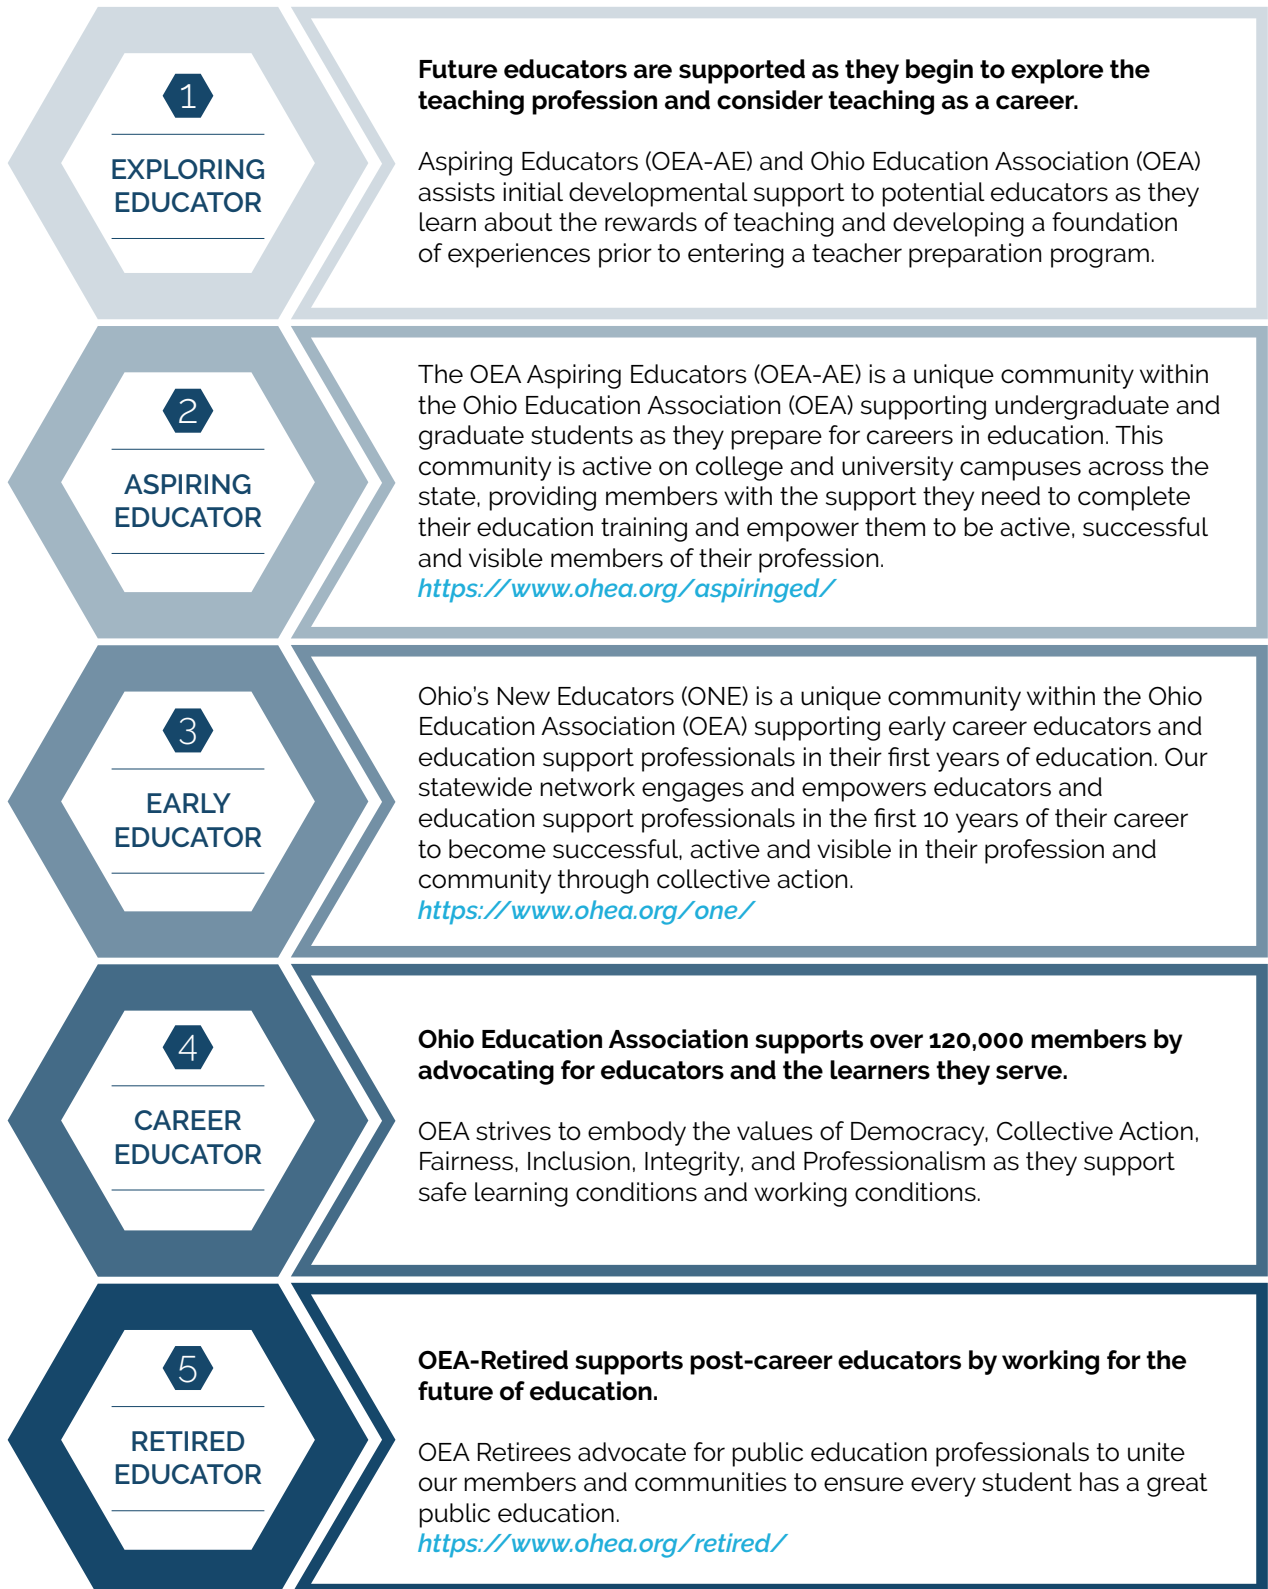 1
EXPLORING
EDUCATOR
Future educators are supported as they begin to explore the
teaching profession and consider teaching as a career.
Aspiring Educators (OEA-AE) and Ohio Education Association (OEA)
assists initial developmental support to potential educators as they
learn about the rewards of teaching and developing a foundation
of experiences prior to entering a teacher preparation program.
2
ASPIRING
EDUCATOR
The OEA Aspiring Educators (OEA-AE) is a unique community within
the Ohio Education Association (OEA) supporting undergraduate and
graduate students as they prepare for careers in education. This
community is active on college and university campuses across the
state, providing members with the support they need to complete
their education training and empower them to be active, successful
and visible members of their profession.
https://www.ohea.org/aspiringed/
3
EARLY
EDUCATOR
Ohio’s New Educators (ONE) is a unique community within the Ohio
Education Association (OEA) supporting early career educators and
education support professionals in their first years of education. Our
statewide network engages and empowers educators and
education support professionals in the first 10 years of their career
to become successful, active and visible in their profession and
community through collective action.
https://www.ohea.org/one/
4
CAREER
EDUCATOR
Ohio Education Association supports over 120,000 members by
advocating for educators and the learners they serve.
OEA strives to embody the values of Democracy, Collective Action,
Fairness, Inclusion, Integrity, and Professionalism as they support
safe learning conditions and working conditions.
5
RETIRED
EDUCATOR
OEA-Retired supports post-career educators by working for the
future of education.
OEA Retirees advocate for public education professionals to unite
our members and communities to ensure every student has a great
public education.
https://www.ohea.org/retired/